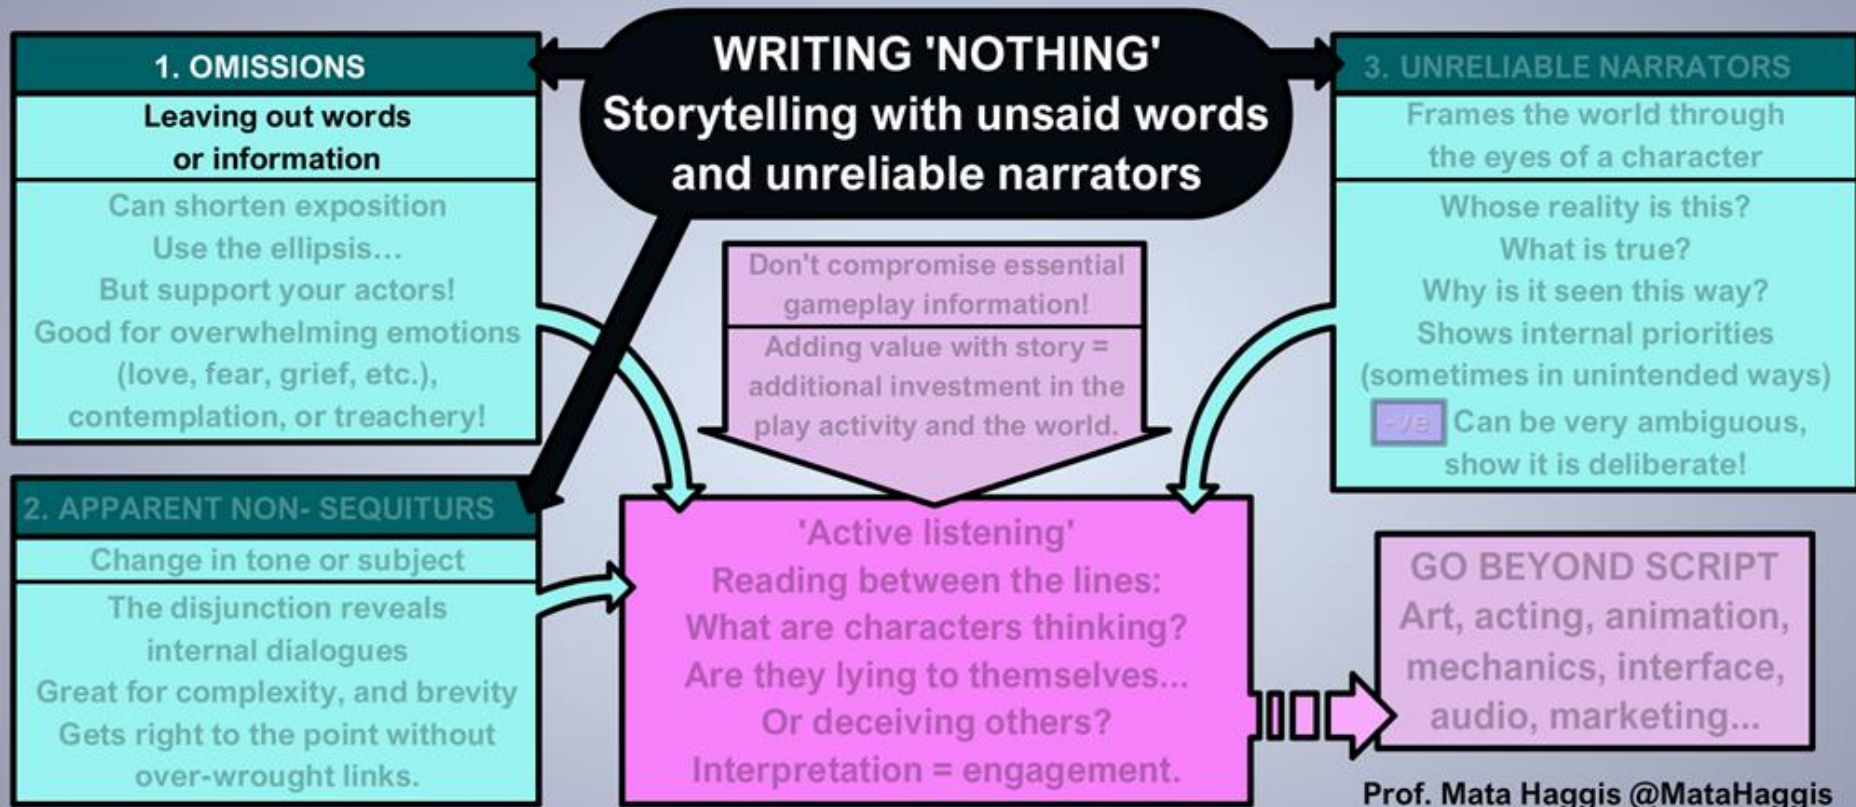 WRITING 'NOTHING'
Storytelling with unsaid words
and unreliable narrators
1. OMISSIONS
Leaving out words
or information
Can shorten exposition
Use the ellipsis...
But support your actors!
Good for overwhelming emotions
(love, fear, grief, etc.),
contemplation, or treachery!
2. APPARENT NON- SEQUITURS
Change in tone or subject
The disjunction reveals
internal dialogues
Great for complexity, and brevity
Gets right to the point without
over-wrought links.
3. UNRELIABLE NARRATORS
Frames the world through
the eyes of a character
Whose reality is this?
What is true?
Why is it seen this way?
Shows internal priorities
(sometimes in unintended ways)
-ve Can be very ambiguous,
show it is deliberate!
Don't compromise essential
gameplay information!
Adding value with story =
additional investment in the
play activity and the world.
'Active listening'
Reading between the lines:
What are characters thinking?
Are they lying to themselves...
Or deceiving others?
Interpretation = engagement.
GO BEYOND SCRIPT
Art, acting, animation,
mechanics, interface,
audio, marketing...
Prof. Mata Haggis @MataHaggis